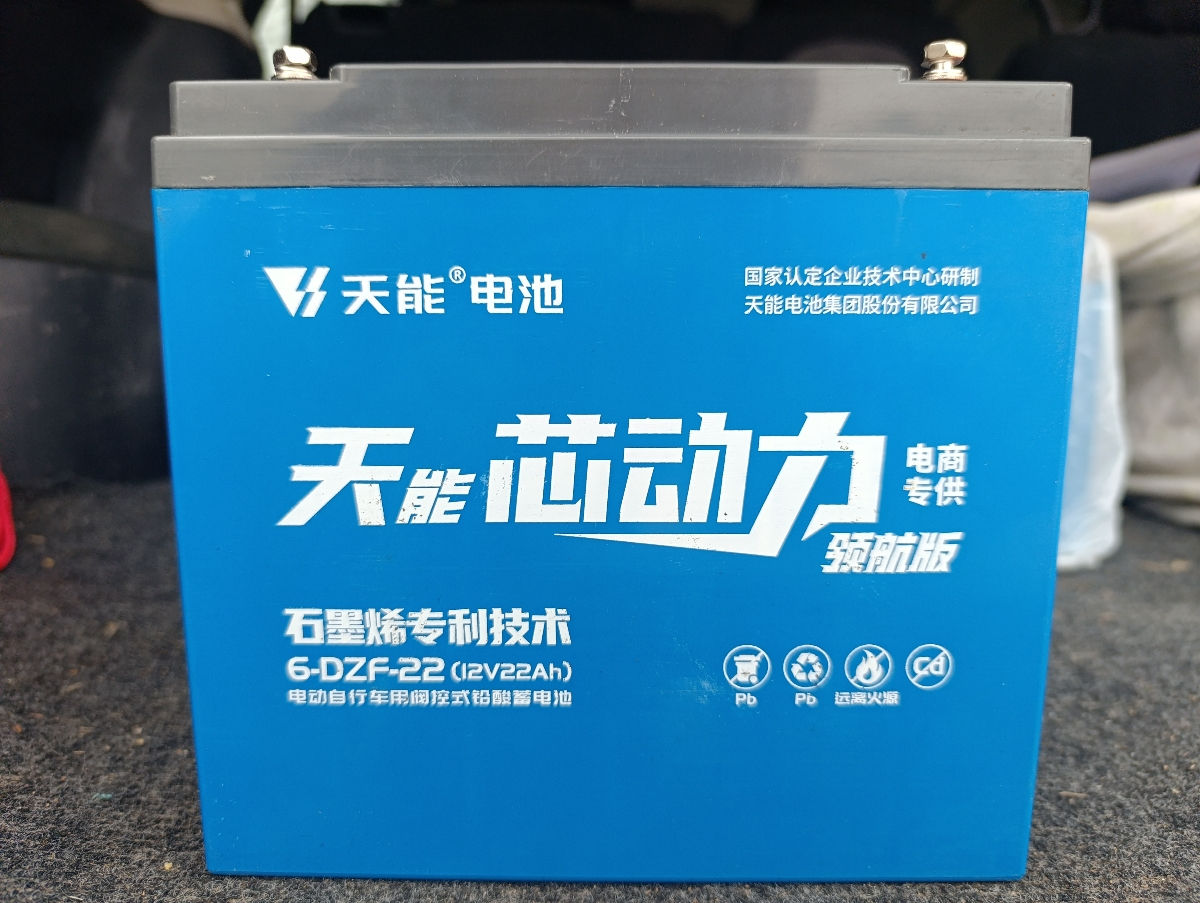 天能®电池
国家认定企业技术中心研制
天能电池集团股份有限公司
天能芯动力
电商
专供
领航版
石墨烯专利技术
6-DZF-22(12V22Ah)
电动自行车用阀控式铅酸蓄电池
Cd
Pb
Pb
远离火源